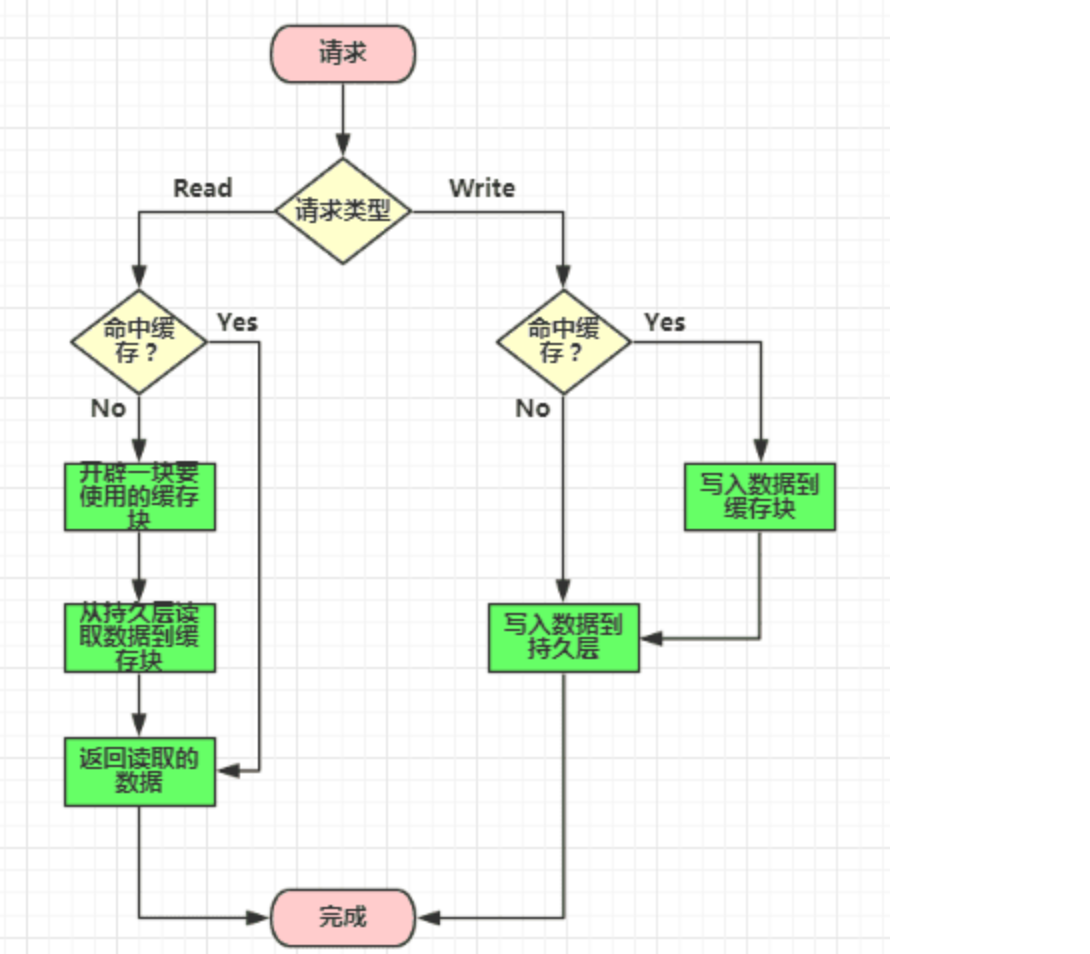 请求
Read
请求类型
Write
命中缓
存？
Yes
命中缓
存？
Yes
No
No
开辟一块要
使用的缓存
块
写入数据到
缓存块
从持久层读
取数据到缓
存块
写入数据到
持久层
返回读取的
数据
完成